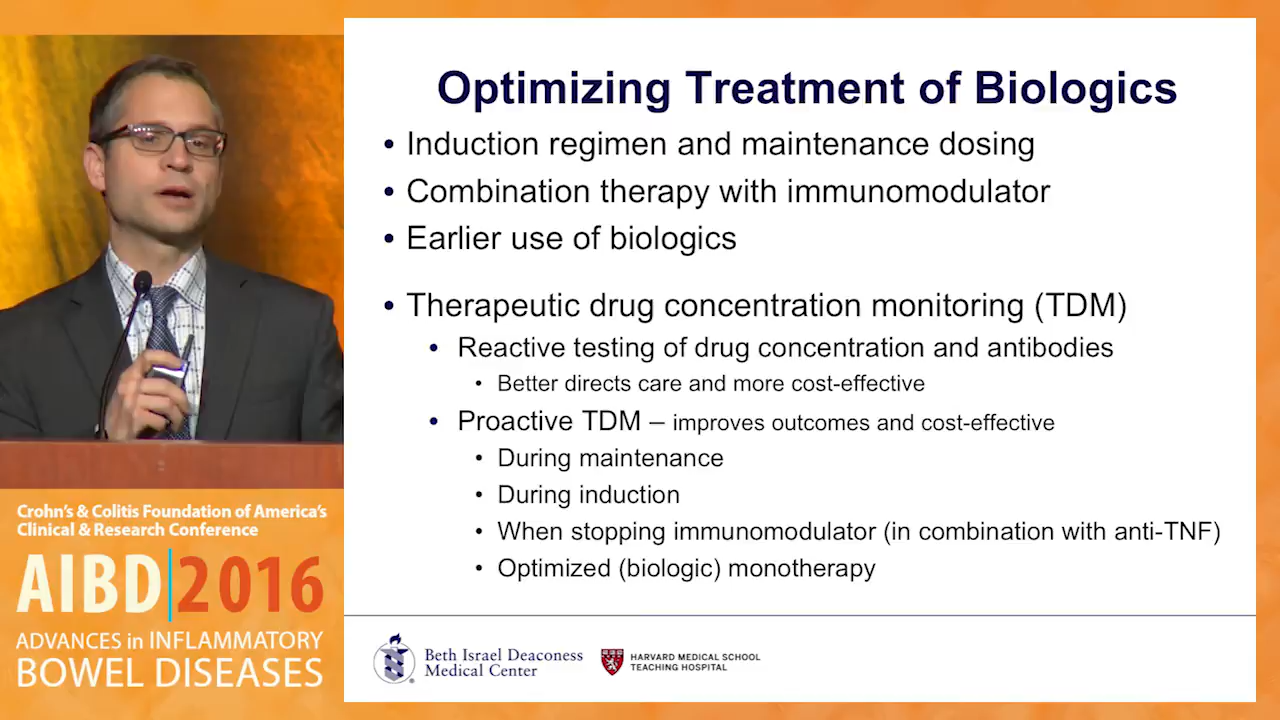 Optimizing Treatment of Biologics
• Induction regimen and maintenance dosing
• Combination therapy with immunomodulator
• Earlier use of biologics
• Therapeutic drug concentration monitoring (TDM)
• Reactive testing of drug concentration and antibodies
• Better directs care and more cost-effective
• Proactive TDM – improves outcomes and cost-effective
• During maintenance
• During induction
• When stopping immunomodulator (in combination with anti-TNF)
• Optimized (biologic) monotherapy
Beth Israel Deaconess
Medical Center
HARVARD MEDICAL SCHOOL
TEACHING HOSPITAL
Crohn's & Colitis Foundation of America's
Clinical & Research Conference
AIBD|2016
ADVANCES in INFLAMMATORY
BOWEL DISEASES